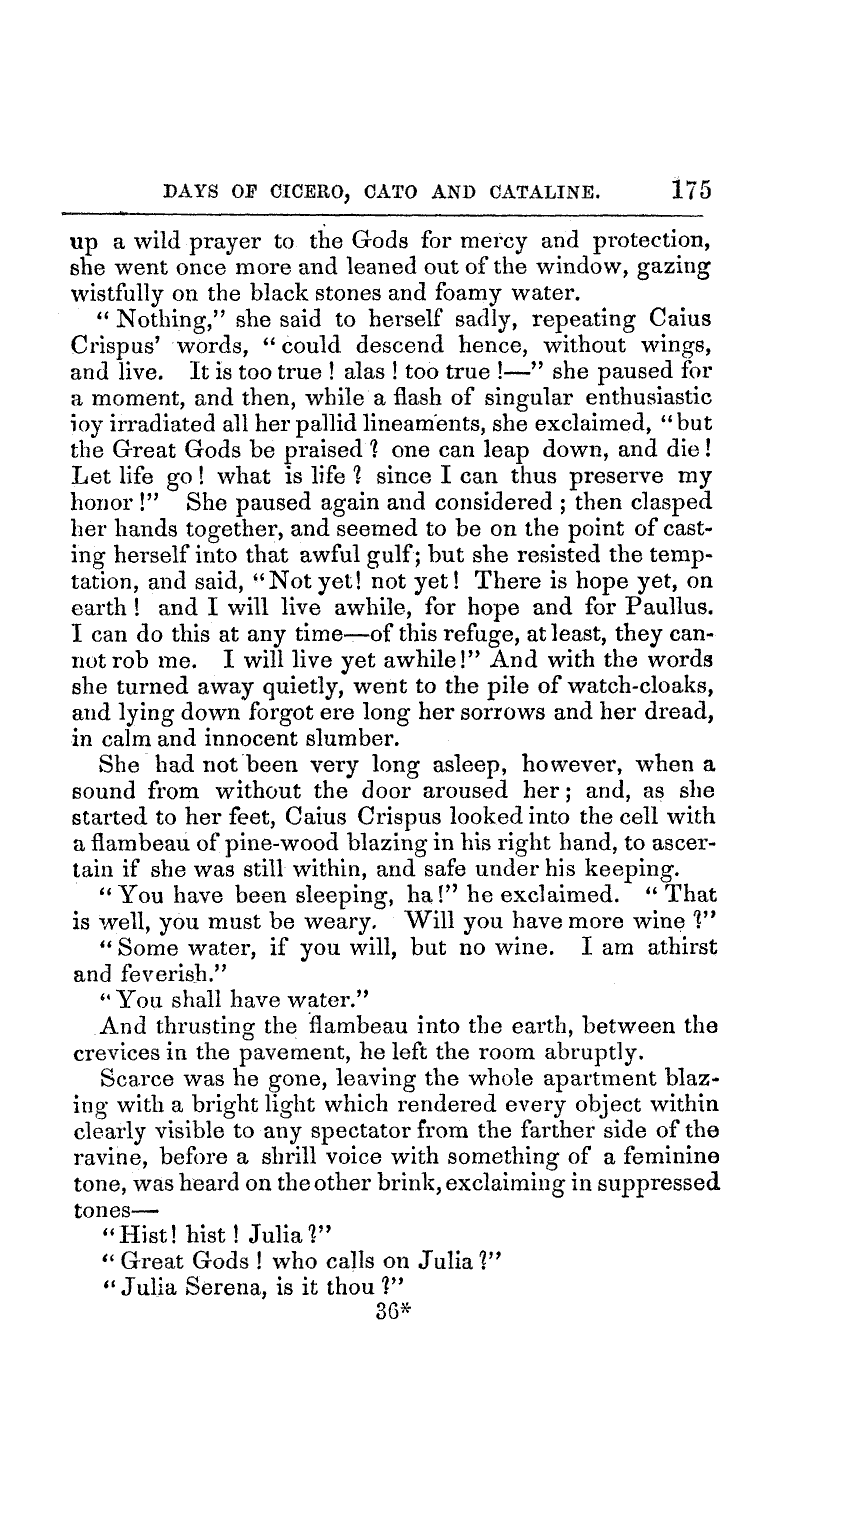 DAYS OF CICERO, CATO AND CATALINE. 175
up a wild prayer to the Gods for mercy and protection,
she went once more and leaned out of the window, gazing
wistfully on the black stones and foamy water.
“Nothing,” she said to herself sadly, repeating Caius
Crispus’ words, “could descend hence, without wings,
and live. It is too true ! alas ! too true !—” she paused for
a moment, and then, while a flash of singular enthusiastic
joy irradiated all her pallid lineaments, she exclaimed, “but
the Great Gods be praised ? one can leap down, and die !
Let life go ! what is life ? since I can thus preserve my
honor !” She paused again and considered ; then clasped
her hands together, and seemed to be on the point of cast-
ing herself into that awful gulf; but she resisted the temp-
tation, and said, “Not yet! not yet! There is hope yet, on
earth ! and I will live awhile, for hope and for Paullus.
I can do this at any time—of this refuge, at least, they can-
not rob me. I will live yet awhile!” And with the words
she turned away quietly, went to the pile of watch-cloaks,
and lying down forgot ere long her sorrows and her dread,
in calm and innocent slumber.
She had not been very long asleep, however, when a
sound from without the door aroused her ; and, as she
started to her feet, Caius Crispus looked into the cell with
a flambeau of pine-wood blazing in his right hand, to ascer-
tain if she was still within, and safe under his keeping.
“You have been sleeping, ha!” he exclaimed. “That
is well, you must be weary. Will you have more wine ?”
“Some water, if you will, but no wine. I am athirst
and feverish.”
“You shall have water.”
And thrusting the flambeau into the earth, between the
crevices in the pavement, he left the room abruptly.
Scarce was he gone, leaving the whole apartment blaz-
ing with a bright light which rendered every object within
clearly visible to any spectator from the farther side of the
ravine, before a shrill voice with something of a feminine
tone, was heard on the other brink, exclaiming in suppressed
tones—
“Hist! hist ! Julia ?”
“Great Gods ! who calls on Julia ?”
“Julia Serena, is it thou ?”
36*